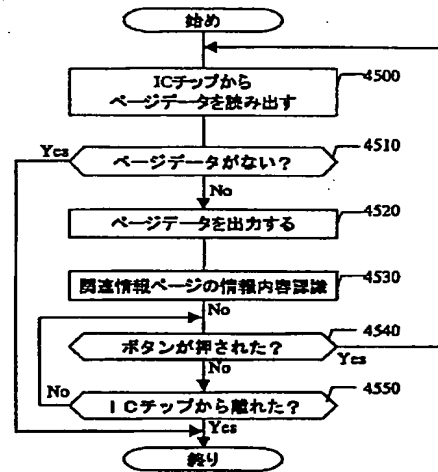 始め
ICチップから
ページデータを読み出す
4500
Yes
ページデータがない?
4510
No
ページデータを出力する
4520
関連情報ページの情報内容認識
4530
No
ボタンが押された?
4540
Yes
No
No
ICチップから離れた?
4550
Yes
終り